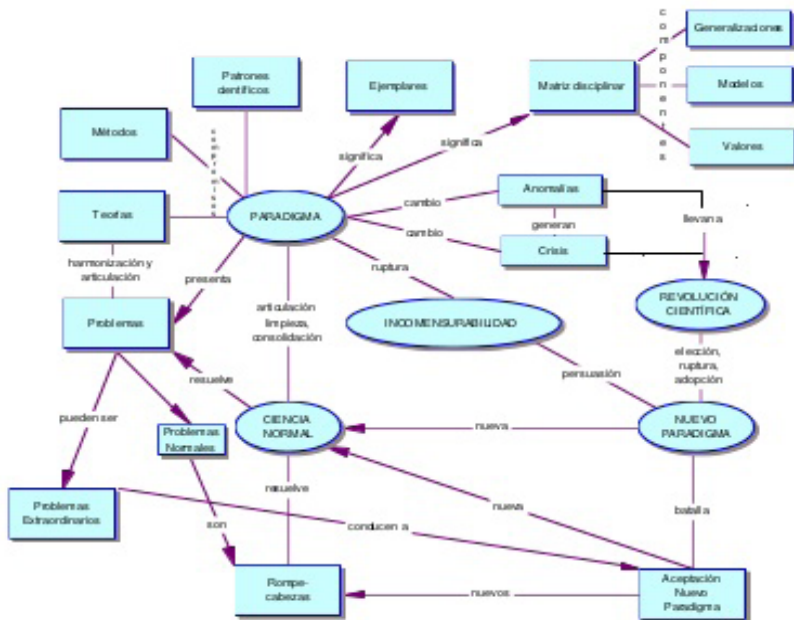 componentes
Generalizaciones
Patrones
científicos
Ejemplares
Matriz disciplinar
Modelos
Métodos
compromisos
significa
significa
Valores
Teorías
PARADIGMA
cambio
Anomalías
generan
llevan a
cambio
Crisis
harmonización y
articulación
presenta
ruptura
Problemas
articulación
limpieza,
consolidación
INCOMENSURABILIDAD
REVOLUCIÓN
CIENTÍFICA
resuelve
persuasión
elección,
ruptura,
adopción
pueden ser
Problemas
Normales
CIENCIA
NORMAL
nueva
NUEVO
PARADIGMA
resuelve
nueva
Problemas
Extraordinarios
son
conducen a
batalla
Rompe-
cabezas
nuevos
Aceptación
Nuevo
Paradigma